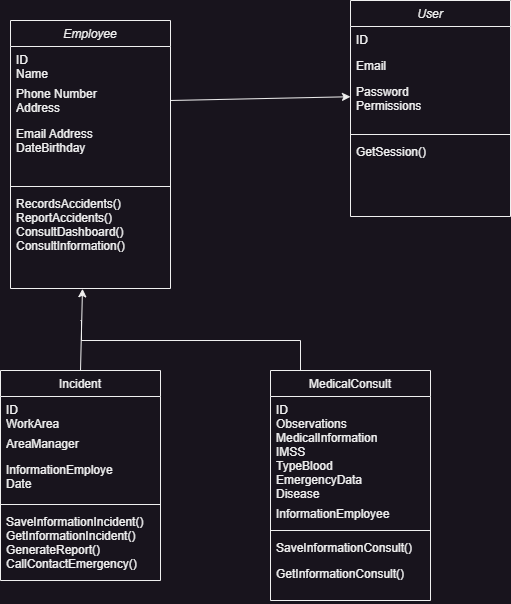 Employee
ID
Name
Phone Number
Address
Email Address
DateBirthday
RecordsAccidents()
ReportAccidents()
ConsultDashboard()
ConsultInformation()
User
ID
Email
Password
Permissions
GetSession()
Incident
ID
WorkArea
AreaManager
InformationEmploye
Date
SaveInformationIncident()
GetInformationIncident()
GenerateReport()
CallContactEmergency()
MedicalConsult
ID
Observations
MedicalInformation
IMSS
TypeBlood
EmergencyData
Disease
InformationEmployee
SaveInformationConsult()
GetInformationConsult()